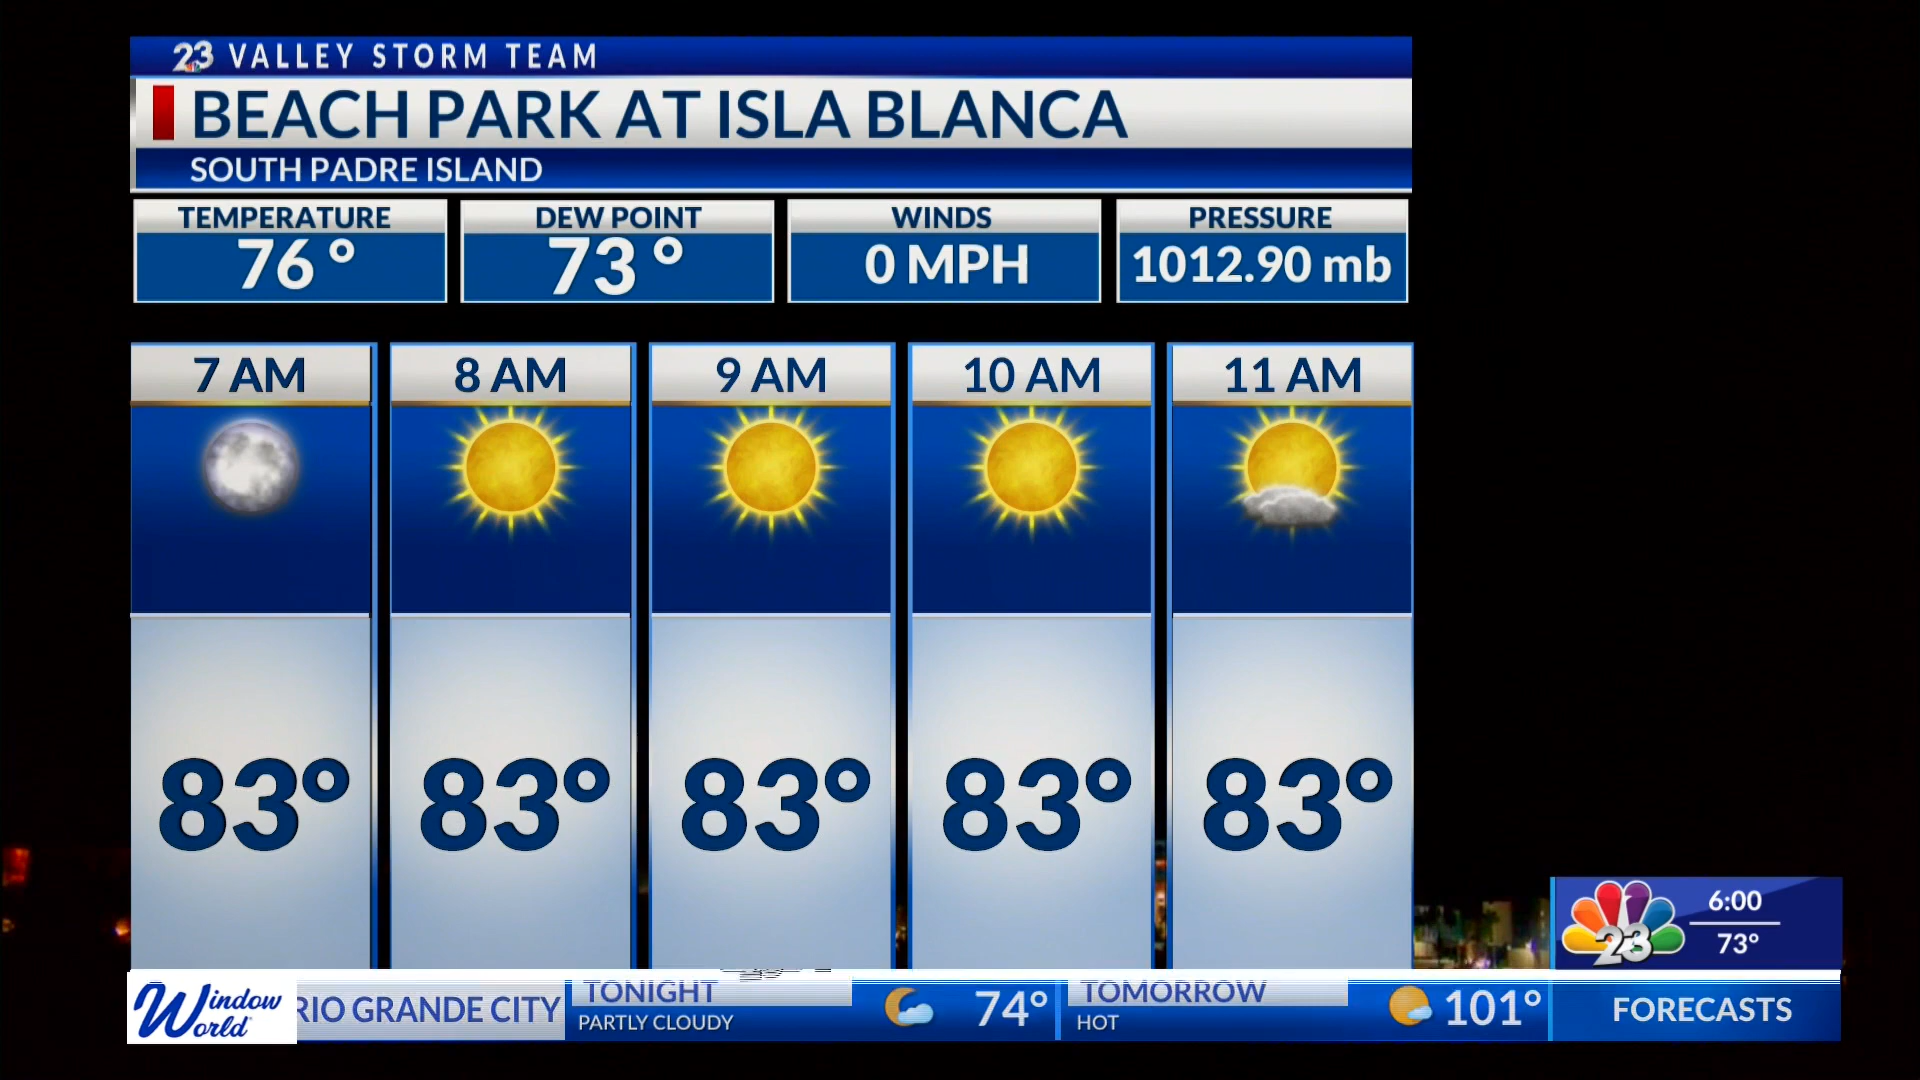 23 VALLEY STORM TEAM
BEACH PARK AT ISLA BLANCA
SOUTH PADRE ISLAND
TEMPERATURE
76°
DEW POINT
73°
WINDS
0 MPH
PRESSURE
1012.90 mb
7 AM
8 AM
9 AM
10 AM
11 AM
83°
83°
83°
83°
83°
23
6:00
73°
Window
World
RIO GRANDE CITY
TONIGHT
PARTLY CLOUDY
74°
TOMORROW
HOT
101°
FORECASTS